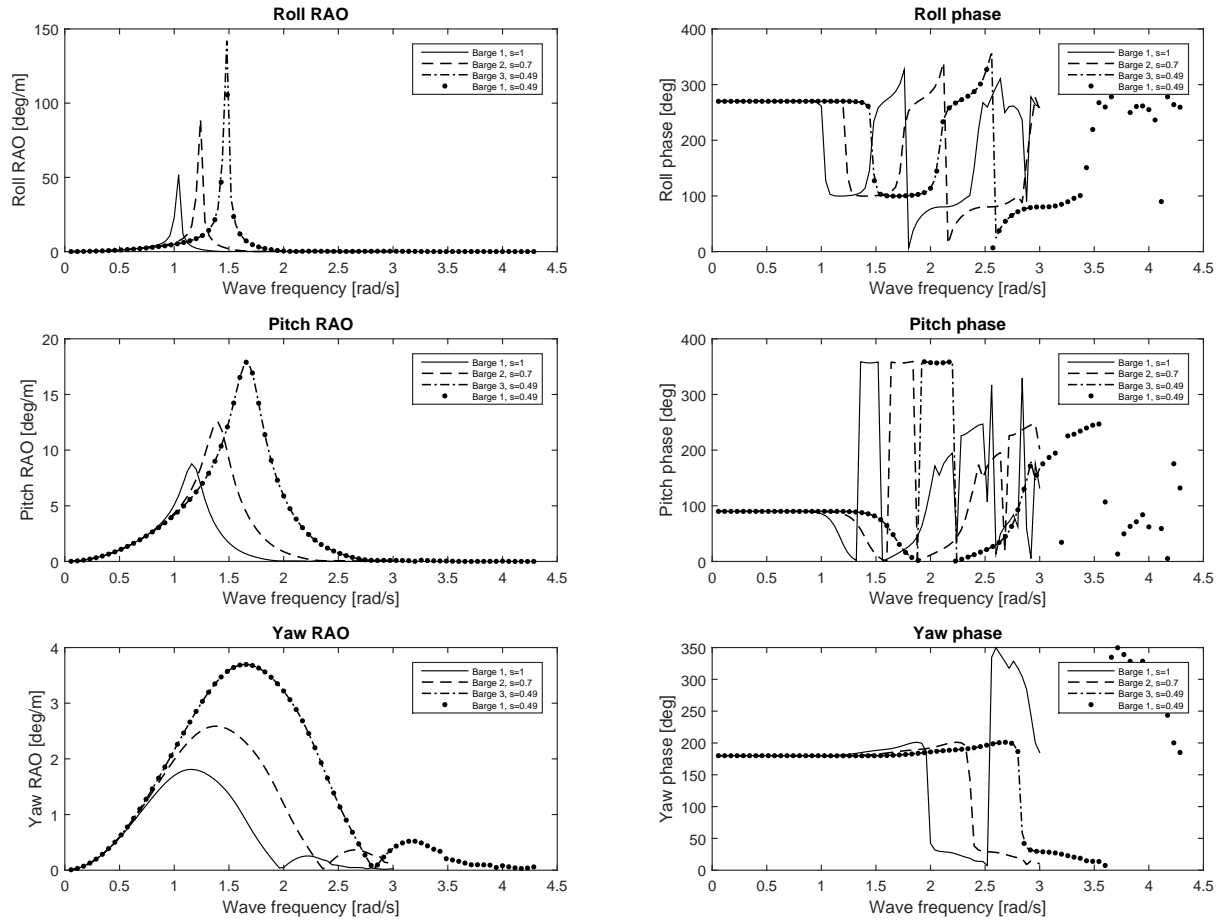 Roll RAO
150
100
50
0
Roll RAO [deg/m]
0 0.5 1 1.5 2 2.5 3 3.5 4 4.5
Wave frequency [rad/s]
Barge 1, s=1
Barge 2, s=0.7
Barge 3, s=0.49
Barge 1, s=0.49
Roll phase
400
300
200
100
0
Roll phase [deg]
0 0.5 1 1.5 2 2.5 3 3.5 4 4.5
Wave frequency [rad/s]
Barge 1, s=1
Barge 2, s=0.7
Barge 3, s=0.49
Barge 1, s=0.49
Pitch RAO
20
15
10
5
0
Pitch RAO [deg/m]
0 0.5 1 1.5 2 2.5 3 3.5 4 4.5
Wave frequency [rad/s]
Barge 1, s=1
Barge 2, s=0.7
Barge 3, s=0.49
Barge 1, s=0.49
Pitch phase
400
300
200
100
0
Pitch phase [deg]
0 0.5 1 1.5 2 2.5 3 3.5 4 4.5
Wave frequency [rad/s]
Barge 1, s=1
Barge 2, s=0.7
Barge 3, s=0.49
Barge 1, s=0.49
Yaw RAO
4
3
2
1
0
Yaw RAO [deg/m]
0 0.5 1 1.5 2 2.5 3 3.5 4 4.5
Wave frequency [rad/s]
Barge 1, s=1
Barge 2, s=0.7
Barge 3, s=0.49
Barge 1, s=0.49
Yaw phase
350
300
250
200
150
100
50
0
Yaw phase [deg]
0 0.5 1 1.5 2 2.5 3 3.5 4 4.5
Wave frequency [rad/s]
Barge 1, s=1
Barge 2, s=0.7
Barge 3, s=0.49
Barge 1, s=0.49